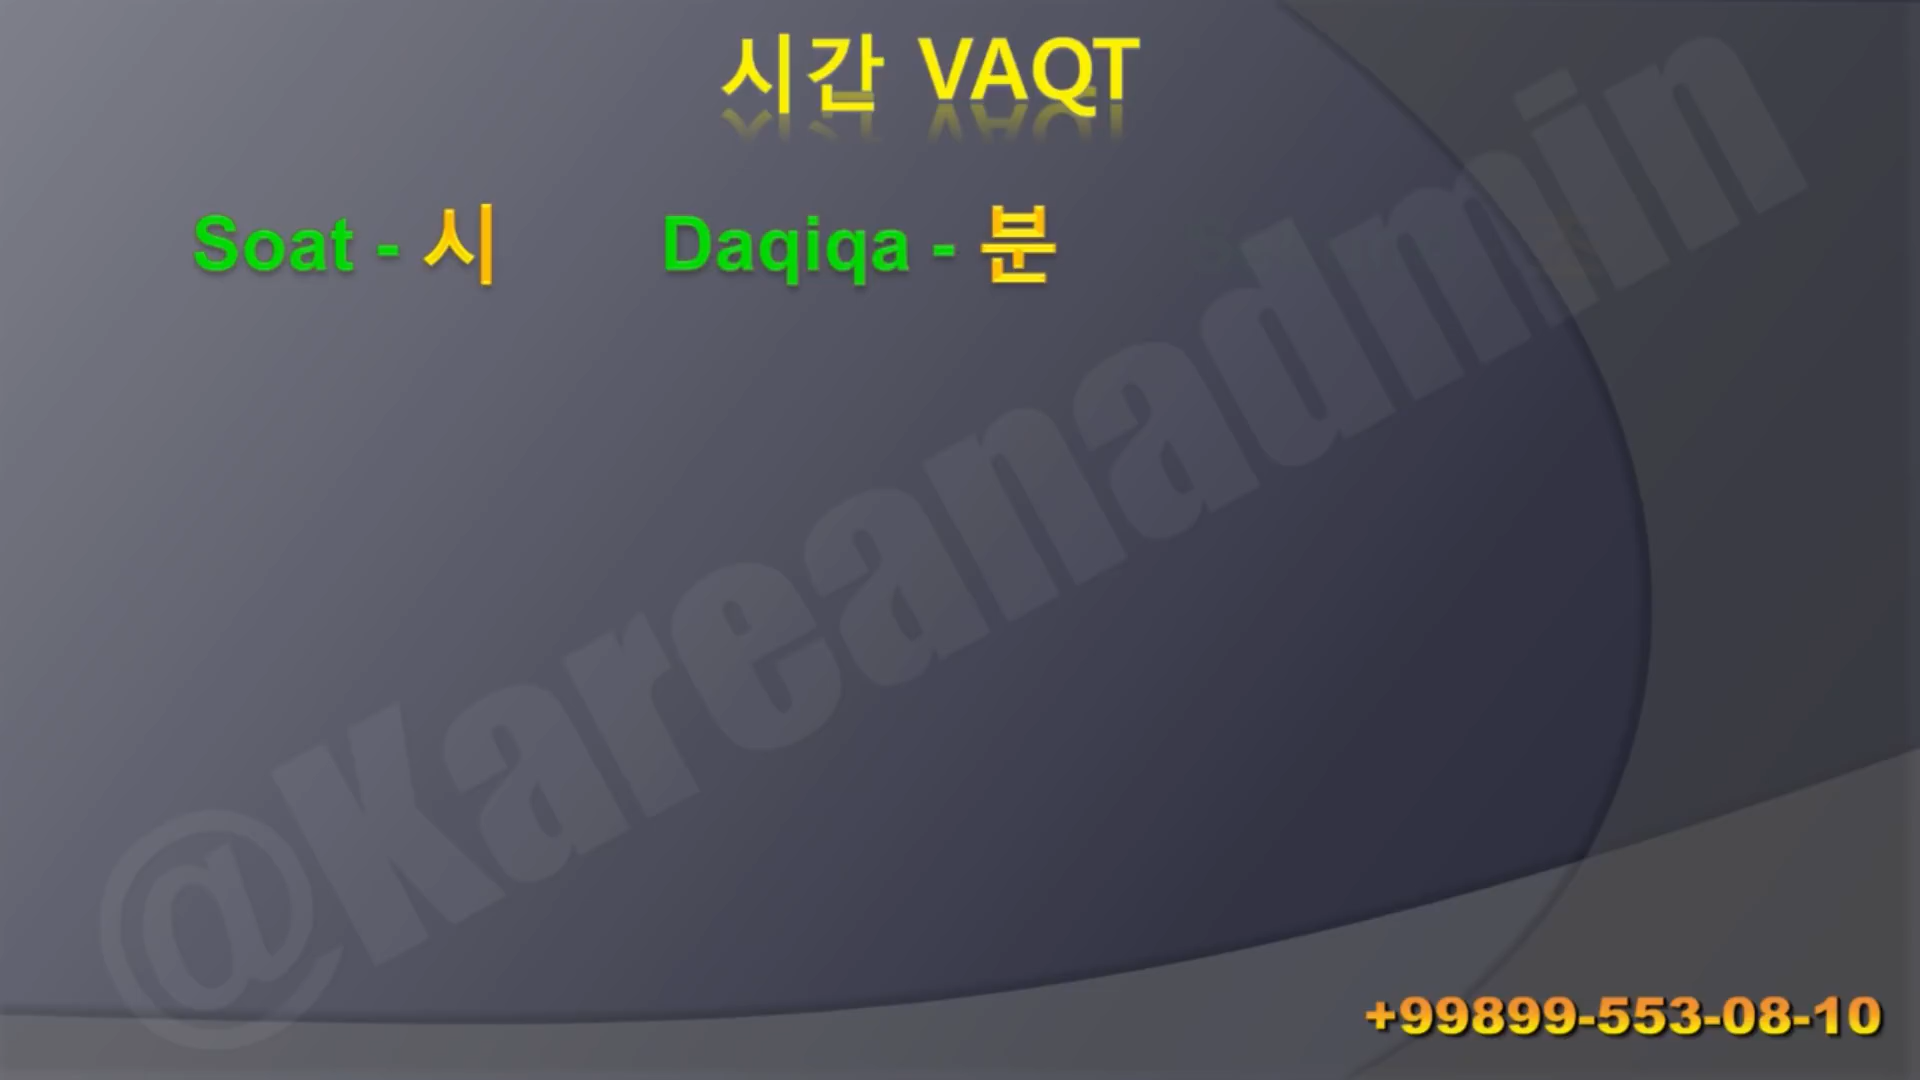 시간 VAQT
Soat - 시 Daqiqa - 분
@Kareanadmin
+99899-553-08-10